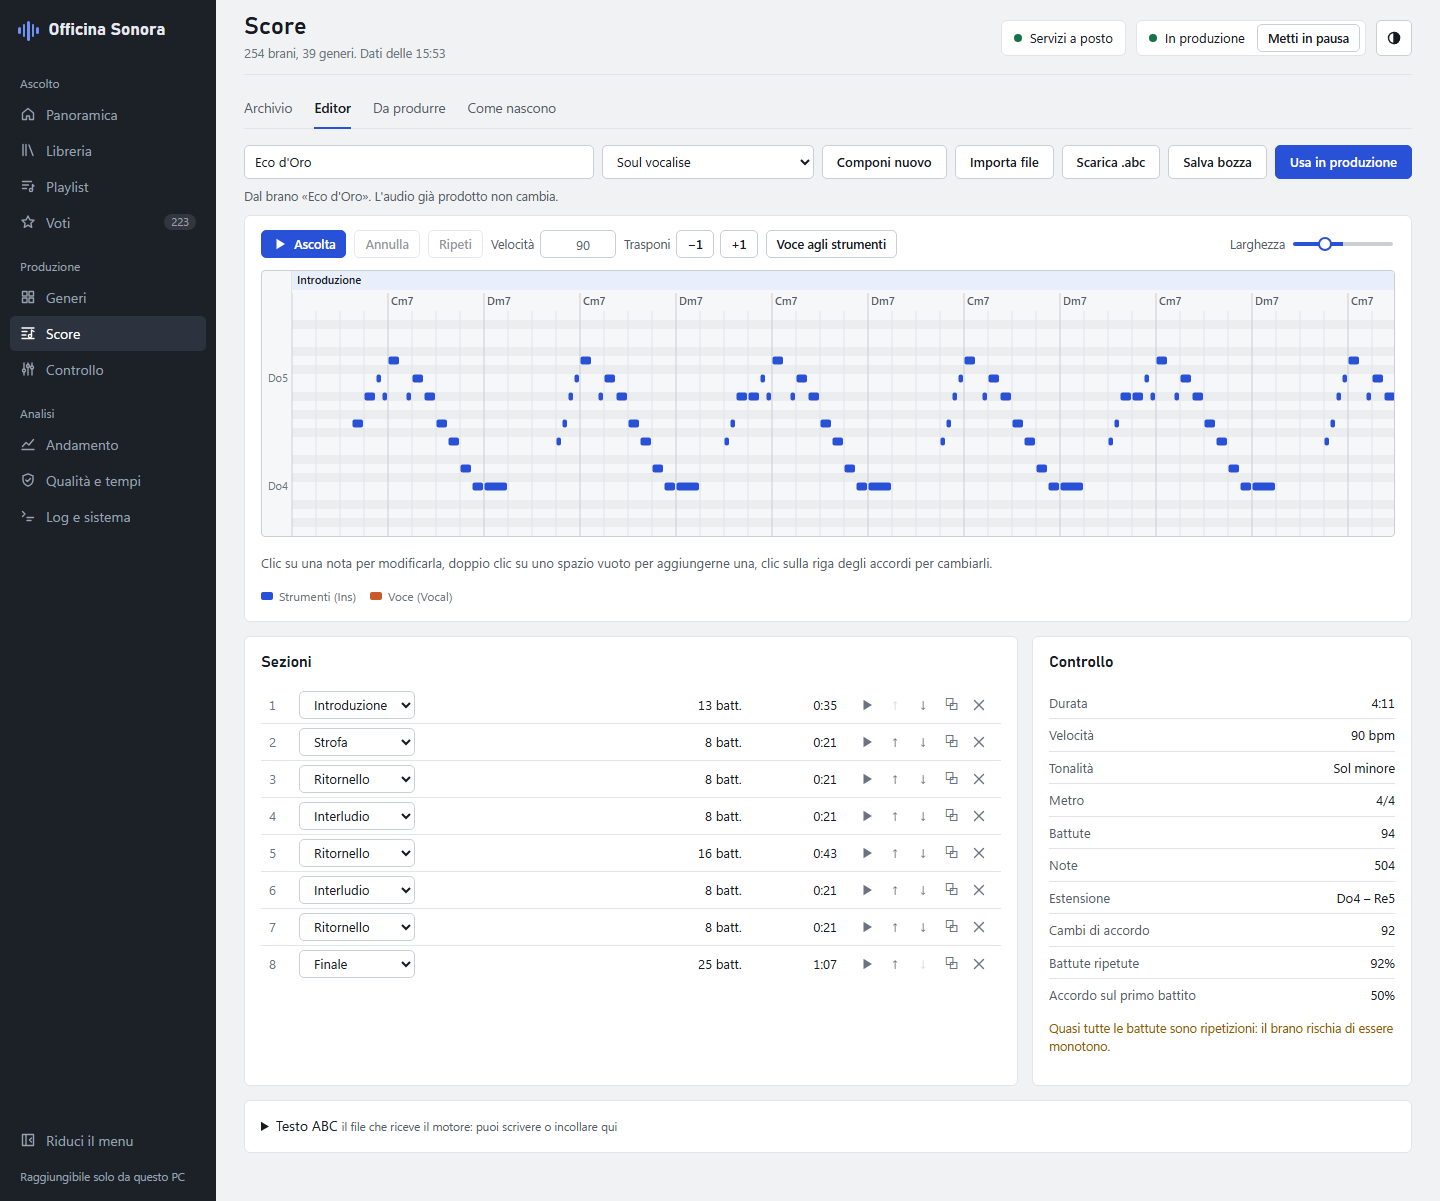 Officina Sonora
Ascolto
Panoramica
Libreria
Playlist
Voti 223
Produzione
Generi
Score
Controllo
Analisi
Andamento
Qualità e tempi
Log e sistema
Riduci il menu
Raggiungibile solo da questo PC
Score
254 brani, 39 generi. Dati delle 15:53
Servizi a posto
In produzione Metti in pausa
Archivio Editor Da produrre Come nascono
Eco d'Oro Soul vocalise Componi nuovo Importa file Scarica .abc Salva bozza Usa in produzione
Dal brano «Eco d'Oro». L'audio già prodotto non cambia.
Ascolta Annulla Ripeti Velocità 90 Trasponi −1 +1 Voce agli strumenti Larghezza
Introduzione
Cm7 Dm7 Cm7 Dm7 Cm7 Dm7 Cm7 Dm7 Cm7 Dm7 Cm7
Do5
Do4
Clic su una nota per modificarla, doppio clic su uno spazio vuoto per aggiungerne una, clic sulla riga degli accordi per cambiarli.
Strumenti (Ins) Voce (Vocal)
Sezioni
1 Introduzione 13 batt. 0:35 ↑ ↓
2 Strofa 8 batt. 0:21 ↑ ↓
3 Ritornello 8 batt. 0:21 ↑ ↓
4 Interludio 8 batt. 0:21 ↑ ↓
5 Ritornello 16 batt. 0:43 ↑ ↓
6 Interludio 8 batt. 0:21 ↑ ↓
7 Ritornello 8 batt. 0:21 ↑ ↓
8 Finale 25 batt. 1:07 ↑ ↓
Controllo
Durata 4:11
Velocità 90 bpm
Tonalità Sol minore
Metro 4/4
Battute 94
Note 504
Estensione Do4 – Re5
Cambi di accordo 92
Battute ripetute 92%
Accordo sul primo battito 50%
Quasi tutte le battute sono ripetizioni: il brano rischia di essere
monotono.
Testo ABC il file che riceve il motore: puoi scrivere o incollare qui